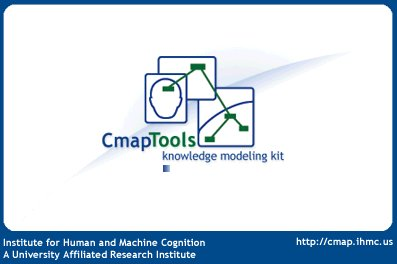 CmapTools
knowledge modeling kit
Institute for Human and Machine Cognition
A University Affiliated Research Institute
http://cmap.ihmc.us